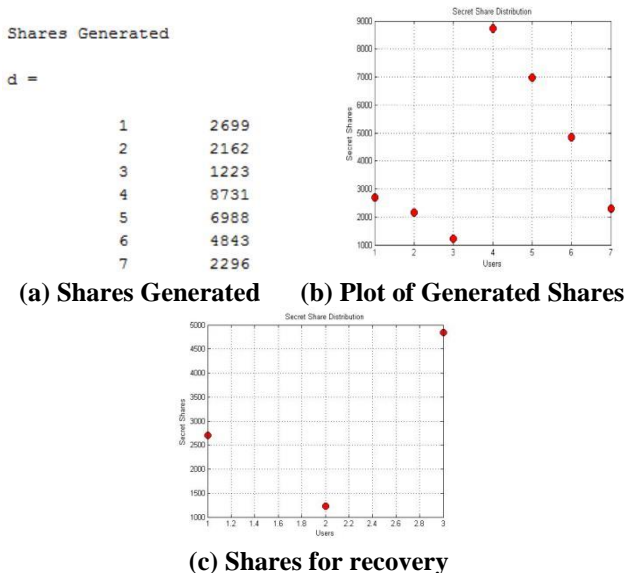 Shares Generated
d =
1 2699
2 2162
3 1223
4 8731
5 6988
6 4843
7 2296
(a) Shares Generated
Secret Share Distribution
Secret Shares
9000
8000
7000
6000
5000
4000
3000
2000
1000
1 2 3 4 5 6 7
Users
(b) Plot of Generated Shares
Secret Share Distribution
Secret Shares
5000
4500
4000
3500
3000
2500
2000
1500
1000
1 1.2 1.4 1.6 1.8 2 2.2 2.4 2.6 2.8 3
Users
(c) Shares for recovery